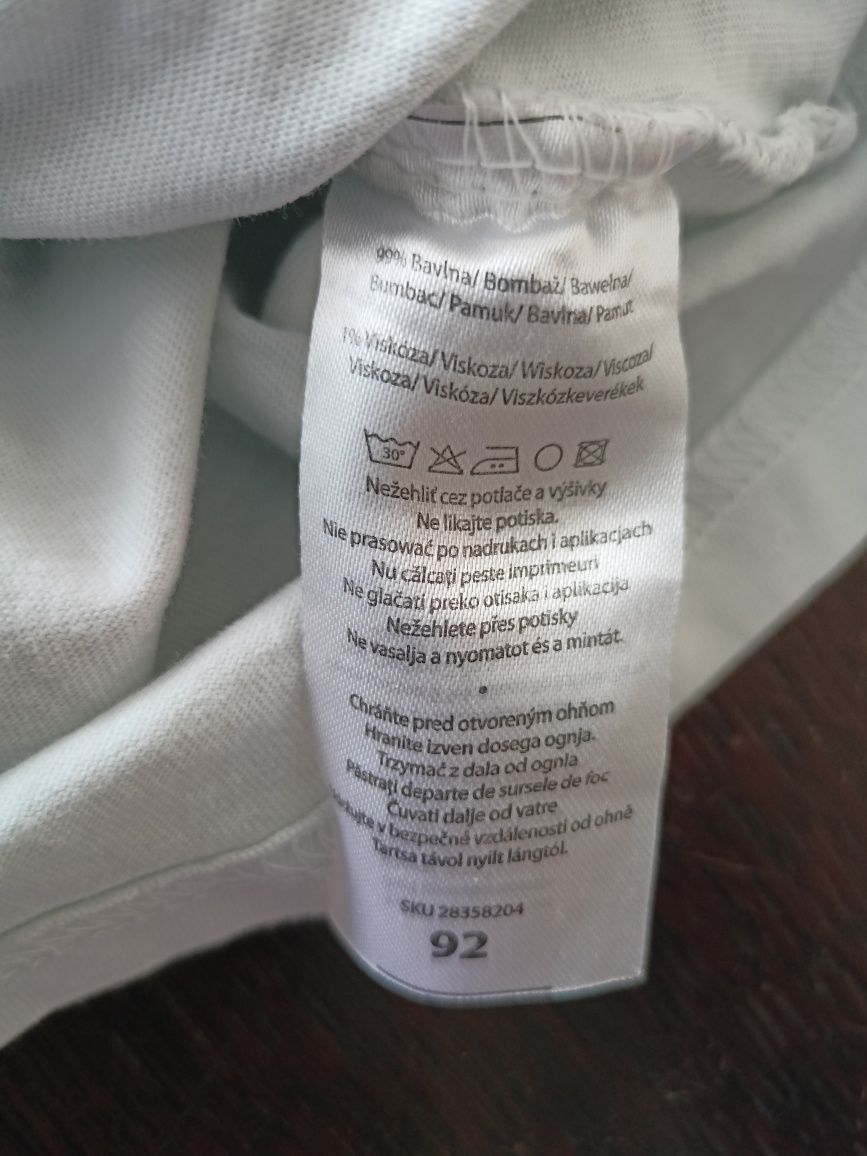 90% Bavlna/ Bombaž/ Bawełna/
Bumbac/ Pamuk/ Bavlna/ Pamut
1% Viskóza/ Viskoza/ Wiskoza/ Viscoza/
Viskoza/ Viskóza/ Viszkózkeverékek
30°
Nežehliť cez potlače a výšivky
Ne likajte potiska.
Nie prasować po nadrukach i aplikacjach
Nu călcați peste imprimeuri
Ne glačati preko otisaka i aplikacija
Nežehlete přes potisky
Ne vasalja a nyomatot és a mintát.
Chráňte pred otvoreným ohňom
Hranite izven dosega ognja.
Trzymać z dala od ognia
Păstrați departe de sursele de foc
Čuvati dalje od vatre
v bezpečné vzdálenosti od ohně
Tartsa távol nyílt lángtól.
SKU 28358204
92